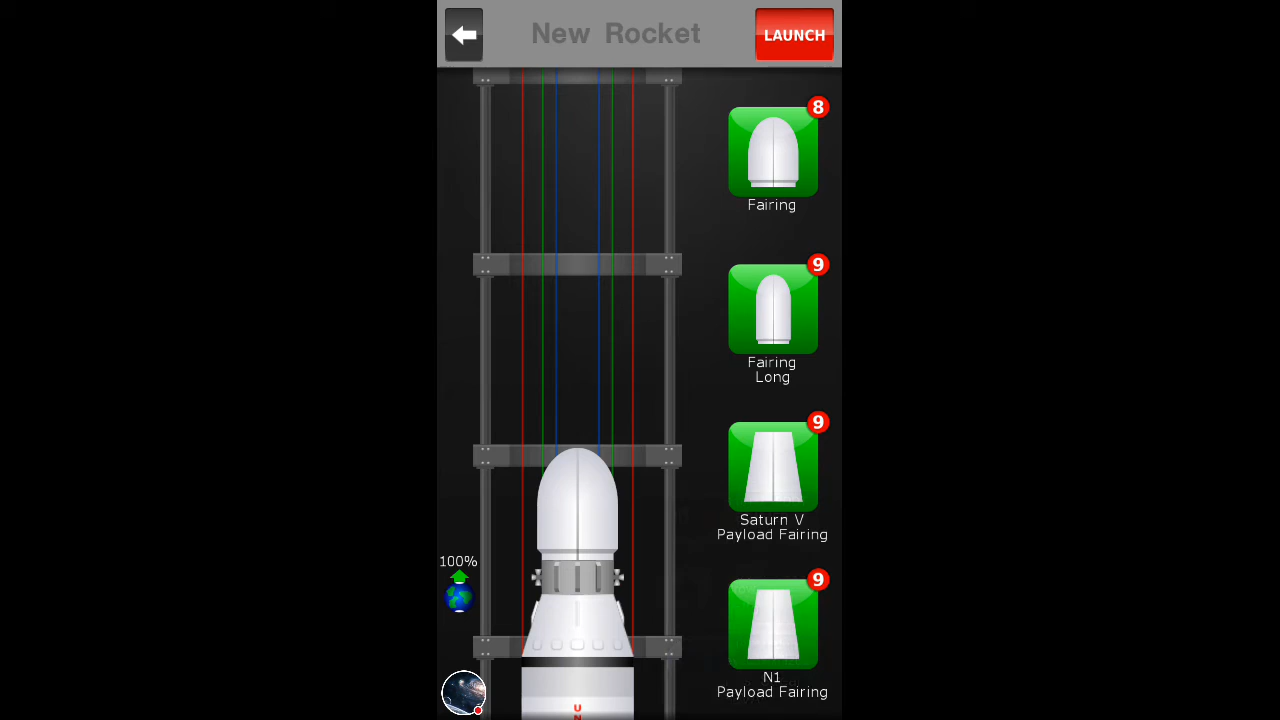 New Rocket
LAUNCH
8
Fairing
9
Fairing
Long
9
Saturn V
Payload Fairing
100%
9
N1
Payload Fairing
U
N